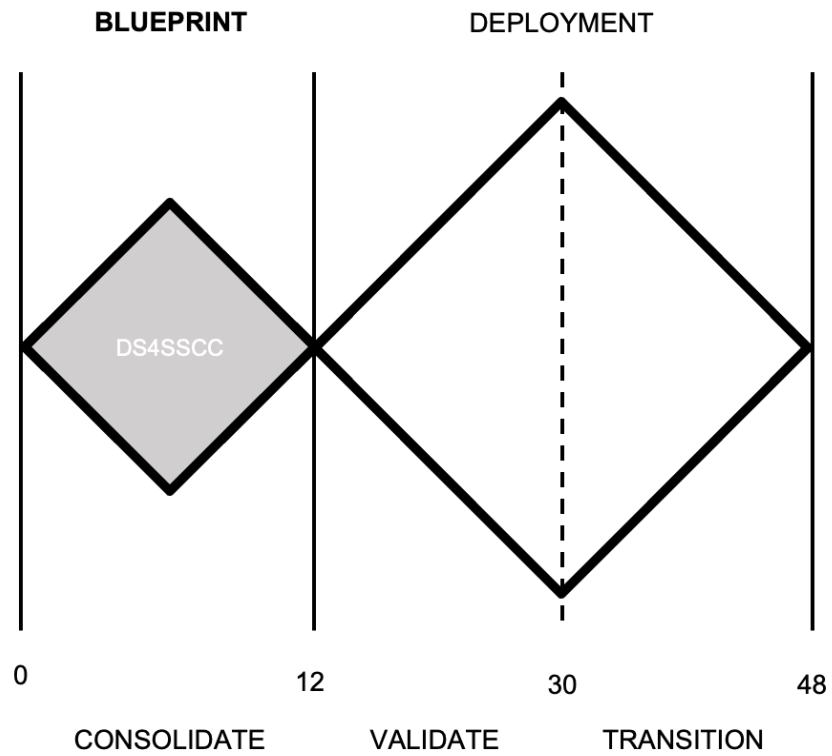 BLUEPRINT DEPLOYMENT
DS4SSCC
0 12 30 48
CONSOLIDATE VALIDATE TRANSITION